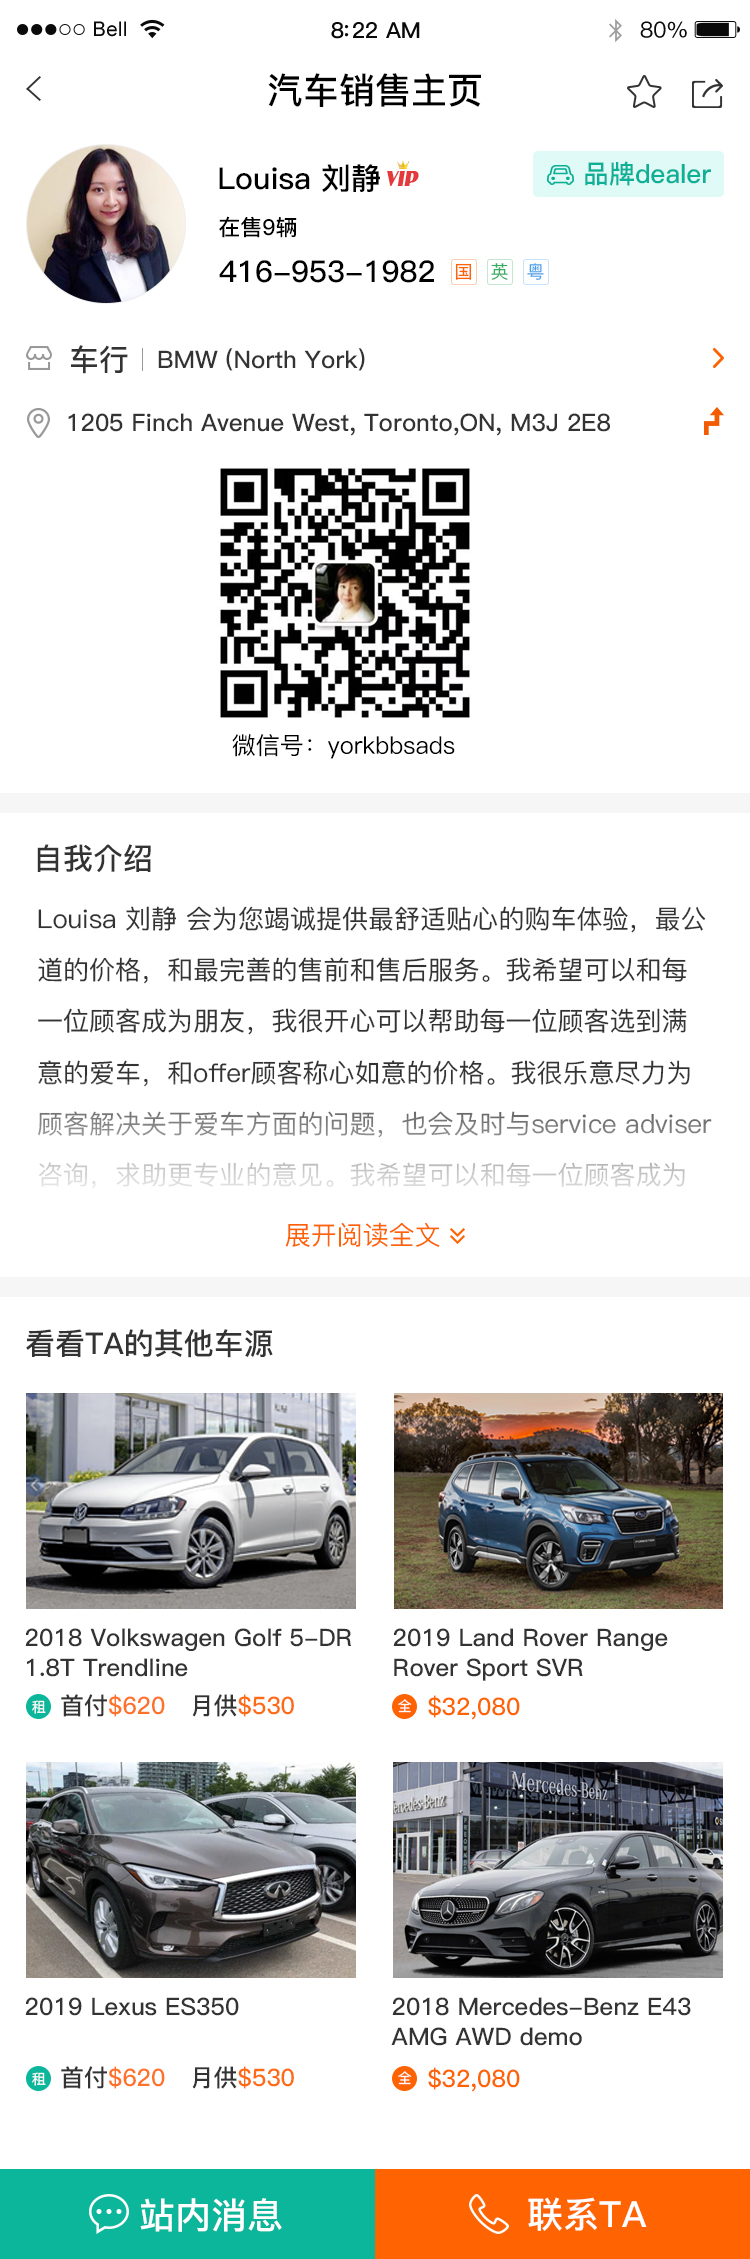 Bell 8:22 AM 80%
汽车销售主页
Louisa 刘静 VIP
品牌dealer
在售9辆
416-953-1982 国 英 粤
车行 BMW (North York)
1205 Finch Avenue West, Toronto,ON, M3J 2E8
微信号：yorkbbsads
自我介绍
Louisa 刘静 会为您竭诚提供最舒适贴心的购车体验，最公
道的价格，和最完善的售前和售后服务。我希望可以和每
一位顾客成为朋友，我很开心可以帮助每一位顾客选到满
意的爱车，和offer顾客称心如意的价格。我很乐意尽力为
顾客解决关于爱车方面的问题，也会及时与service adviser
咨询，求助更专业的意见。我希望可以和每一位顾客成为
展开阅读全文
看看TA的其他车源
2018 Volkswagen Golf 5-DR
1.8T Trendline
租 首付$620 月供$530
2019 Land Rover Range
Rover Sport SVR
全 $32,080
Mercedes-Benz
Mercedes-Benz
2019 Lexus ES350
租 首付$620 月供$530
2018 Mercedes-Benz E43
AMG AWD demo
全 $32,080
站内消息
联系TA